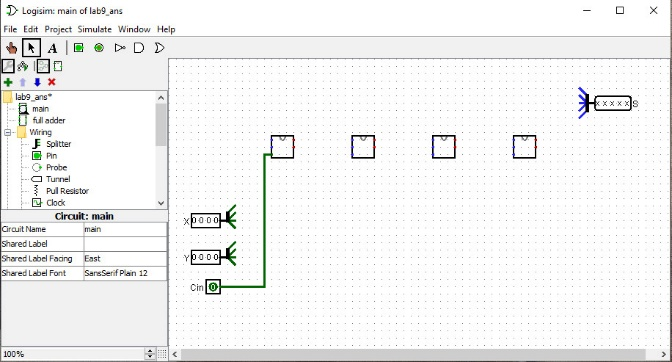 Logisim: main of lab9_ans
File Edit Project Simulate Window Help
A
lab9_ans*
main
full adder
Wiring
Splitter
Pin
Probe
Tunnel
Pull Resistor
Clock
Circuit: main
Circuit Name main
Shared Label
Shared Label Facing East
Shared Label Font SansSerif Plain 12
100%
x x x x x S
X 0 0 0 0
Y 0 0 0 0
Cin 0